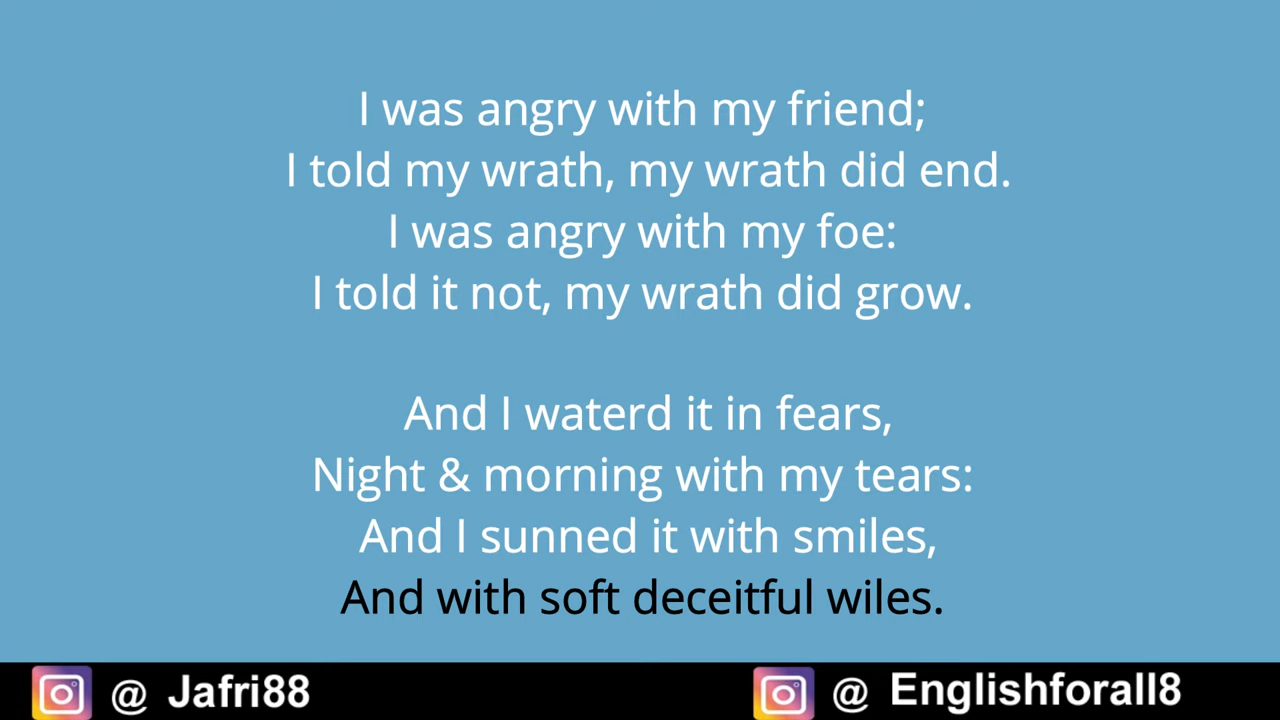 I was angry with my friend;
I told my wrath, my wrath did end.
I was angry with my foe:
I told it not, my wrath did grow.
And I waterd it in fears,
Night & morning with my tears:
And I sunned it with smiles,
And with soft deceitful wiles.
@ Jafri88
@ Englishforall8